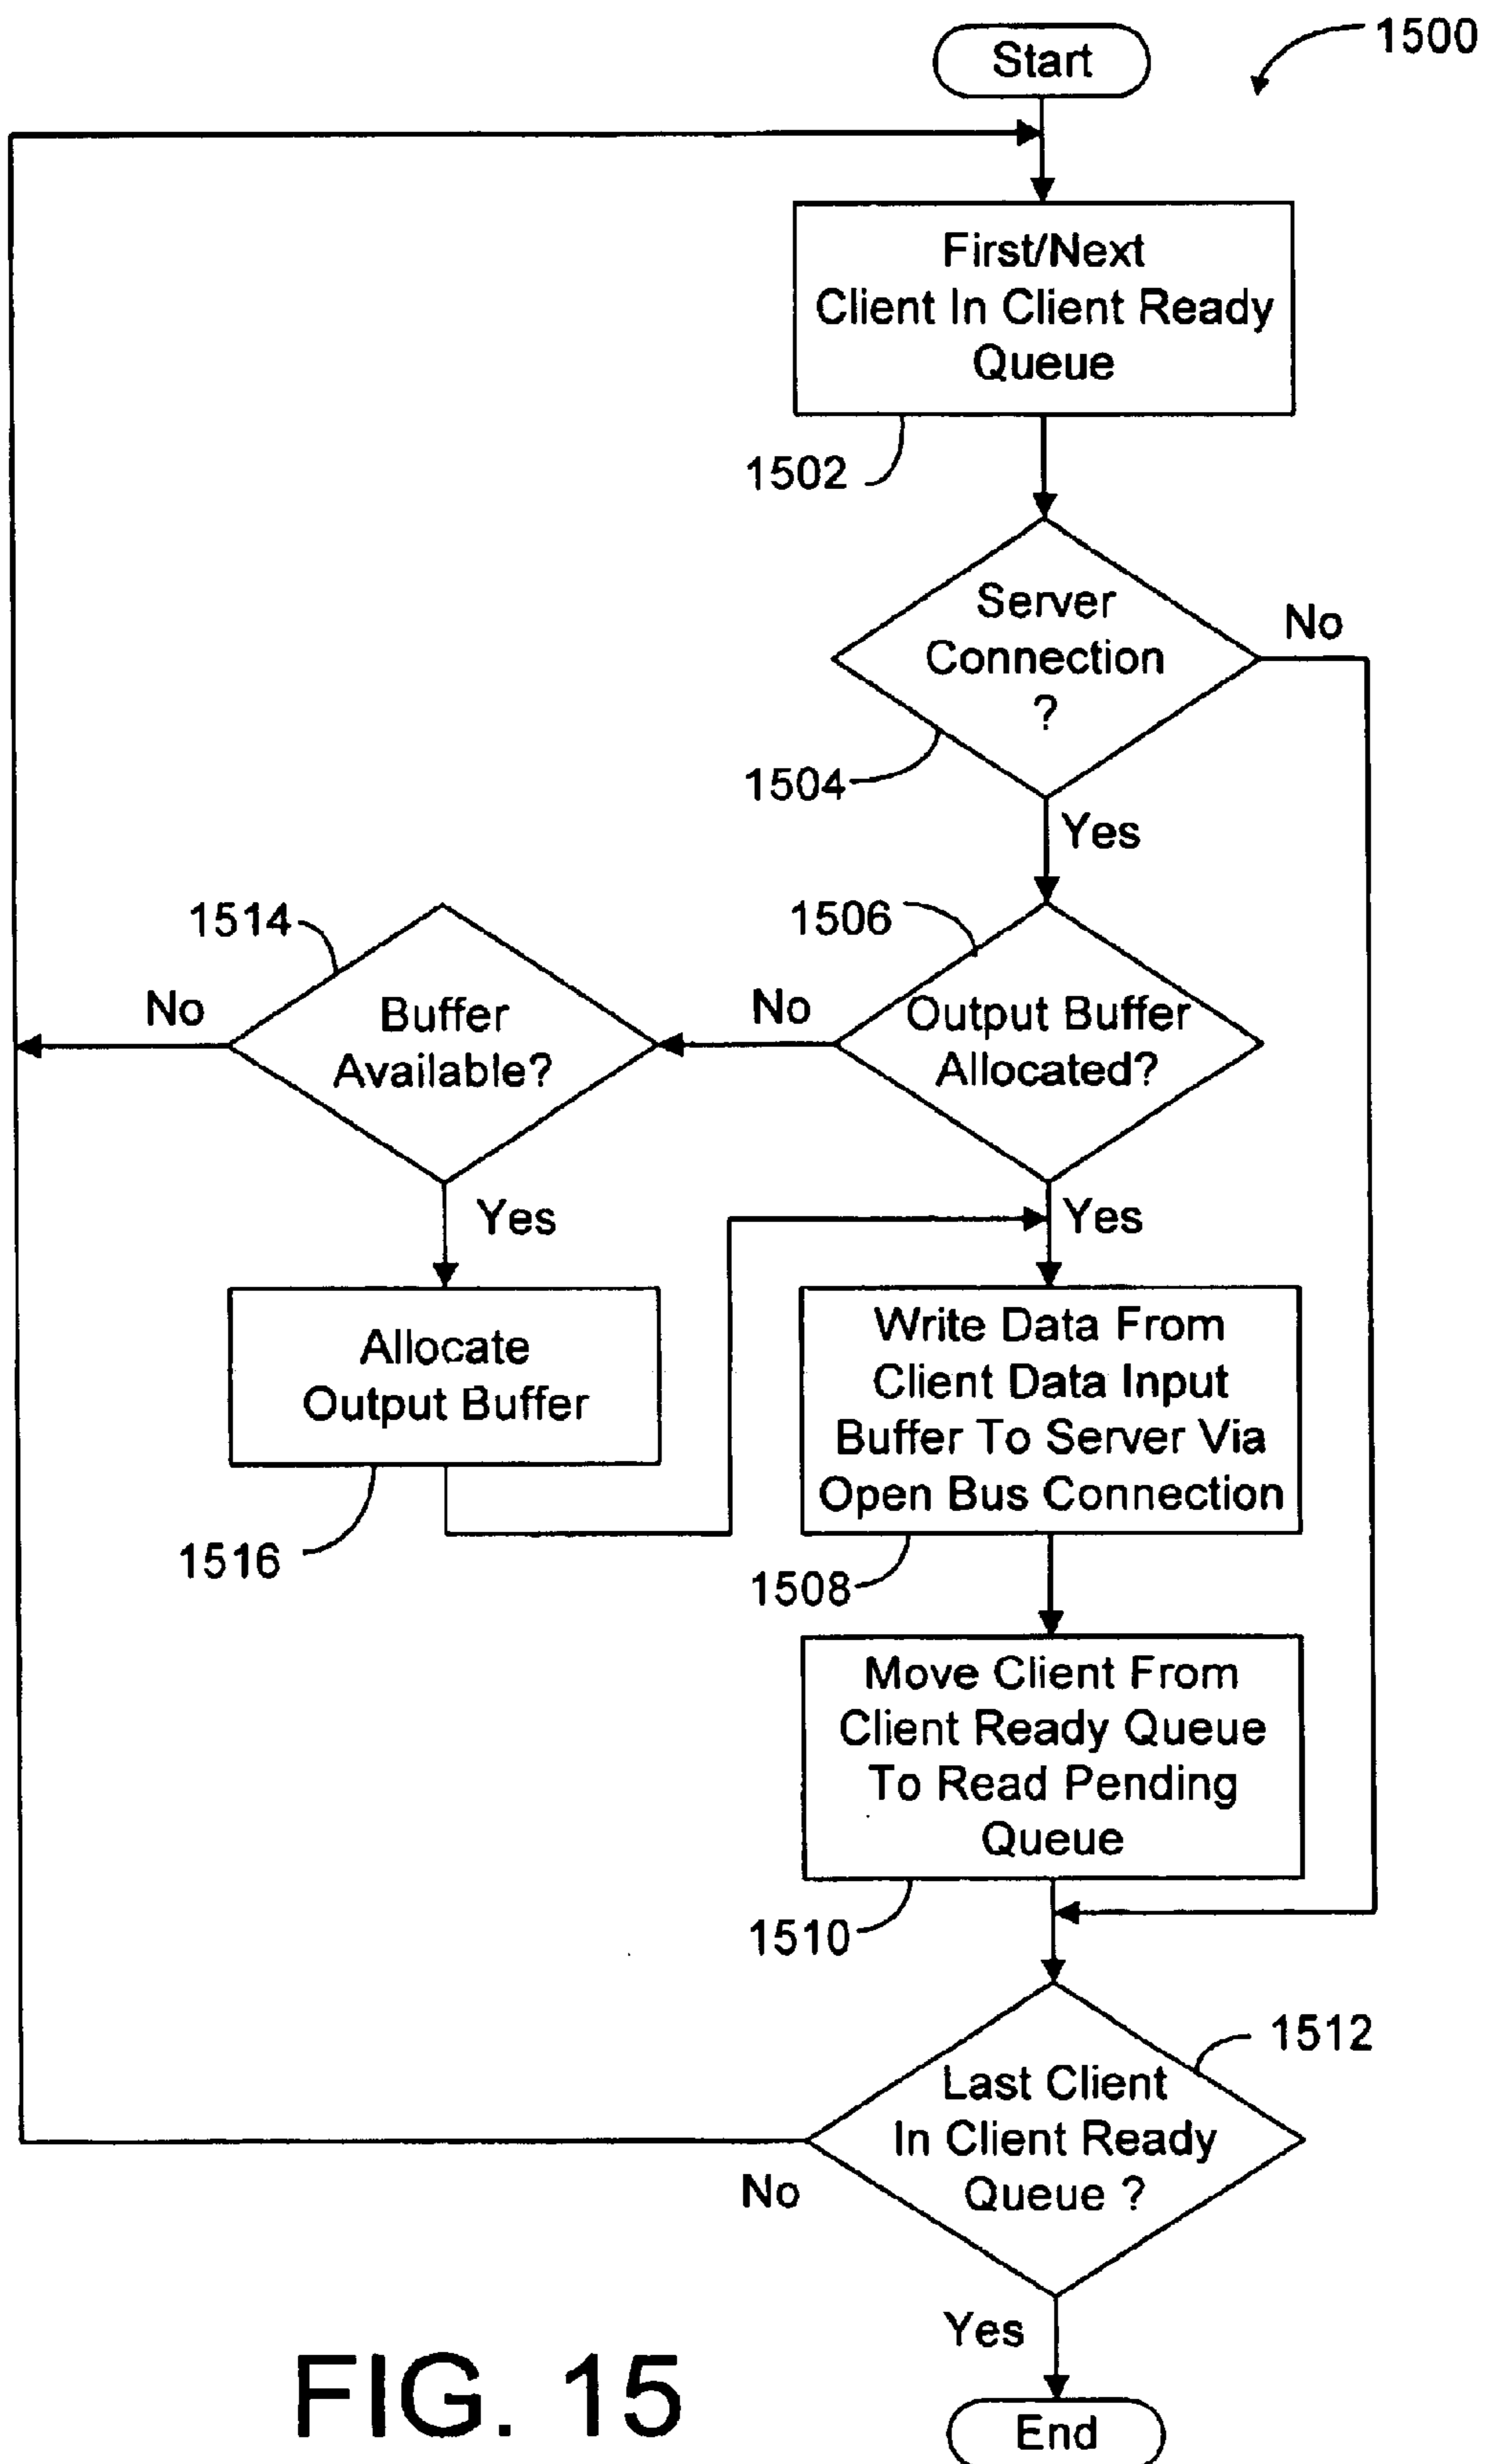 Start
1500
First/Next
Client In Client Ready
Queue
1502
Server
Connection
?
No
1504
Yes
1514
1506
No
Buffer
Available?
No
Output Buffer
Allocated?
Yes
Yes
Allocate
Output Buffer
Write Data From
Client Data Input
Buffer To Server Via
Open Bus Connection
1516
1508
Move Client From
Client Ready Queue
To Read Pending
Queue
1510
1512
Last Client
In Client Ready
Queue ?
No
Yes
FIG. 15
End